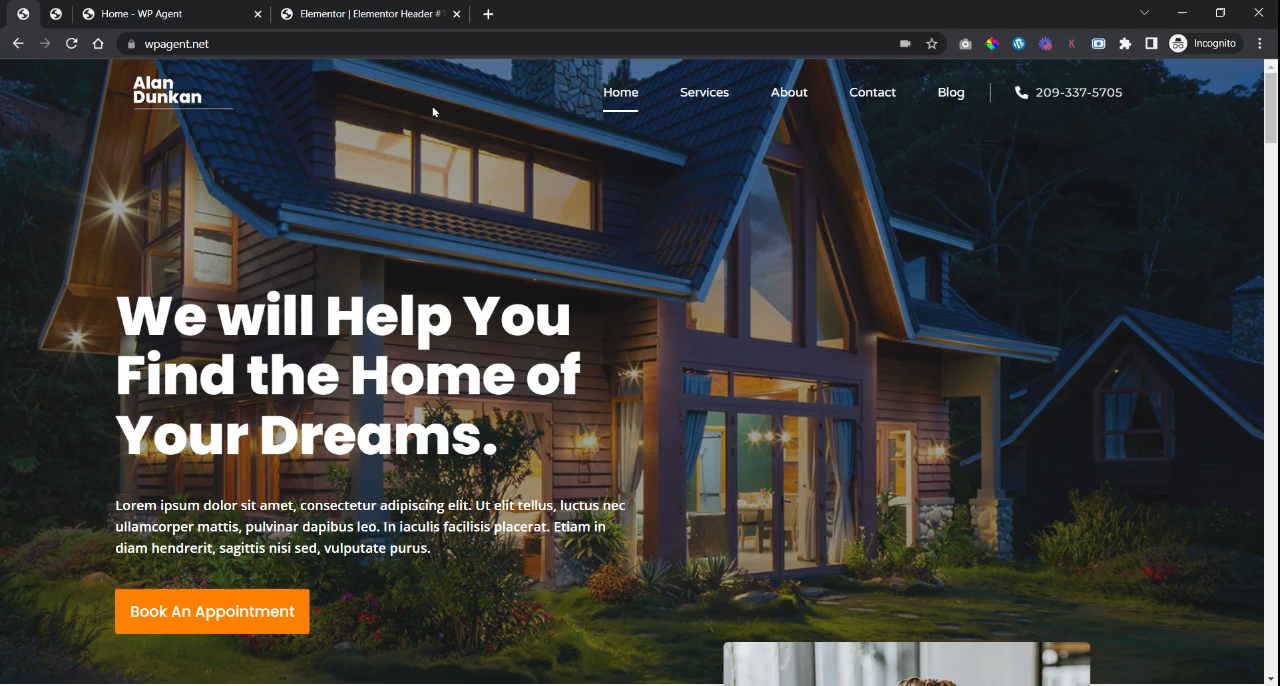 Home - WP Agent
Elementor | Elementor Header #1
wpagent.net
Incognito
Alan
Dunkan
Home
Services
About
Contact
Blog
209-337-5705
We will Help You
Find the Home of
Your Dreams.
Lorem ipsum dolor sit amet, consectetur adipiscing elit. Ut elit tellus, luctus nec
ullamcorper mattis, pulvinar dapibus leo. In iaculis facilisis placerat. Etiam in
diam hendrerit, sagittis nisi sed, vulputate purus.
Book An Appointment